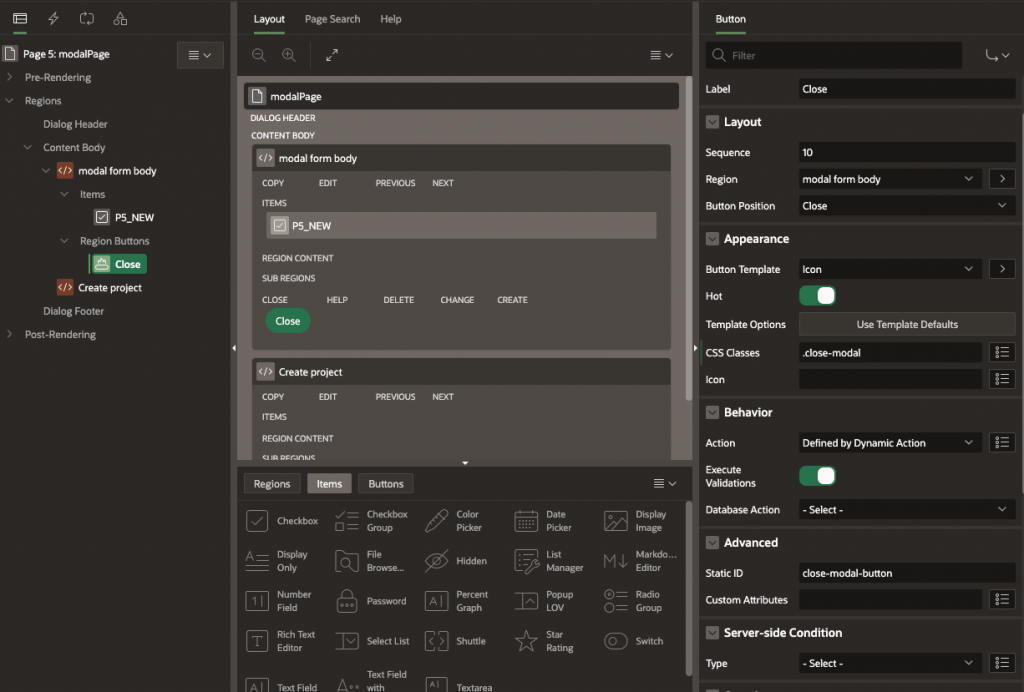 Page 5: modalPage
Pre-Rendering
Regions
Dialog Header
Content Body
modal form body
Items
P5_NEW
Region Buttons
Close
Create project
Dialog Footer
Post-Rendering
Layout Page Search Help
modalPage
DIALOG HEADER
CONTENT BODY
modal form body
COPY EDIT PREVIOUS NEXT
ITEMS
P5_NEW
REGION CONTENT
SUB REGIONS
CLOSE HELP DELETE CHANGE CREATE
Close
Create project
COPY EDIT PREVIOUS NEXT
ITEMS
REGION CONTENT
SUB REGIONS
Regions Items Buttons
Checkbox
Checkbox
Group
Color
Picker
Date
Picker
Display
Image
Display
Only
File
Browse...
Hidden
List
Manager
Markdo...
Editor
Number
Field
Password
Percent
Graph
Popup
LOV
Radio
Group
Rich Text
Editor
Select List
Shuttle
Star
Rating
Switch
Text Field
Text Field
with
Textarea
Button
Filter
Label Close
Layout
Sequence 10
Region modal form body
Button Position Close
Appearance
Button Template Icon
Hot
Template Options Use Template Defaults
CSS Classes .close-modal
Icon
Behavior
Action Defined by Dynamic Action
Execute
Validations
Database Action - Select -
Advanced
Static ID close-modal-button
Custom Attributes
Server-side Condition
Type - Select -